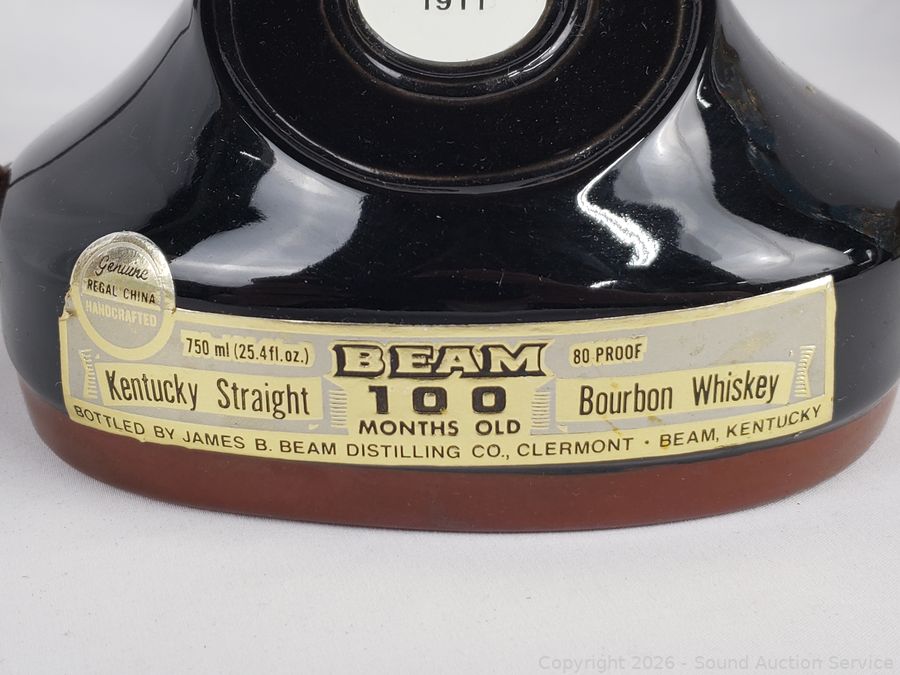 1911
Genuine
REGAL CHINA
HANDCRAFTED
750 ml (25.4fl.oz.)
BEAM
80 PROOF
Kentucky Straight
100
Bourbon Whiskey
MONTHS OLD
BOTTLED BY JAMES B. BEAM DISTILLING CO., CLERMONT · BEAM, KENTUCKY
Copyright 2026 - Sound Auction Service